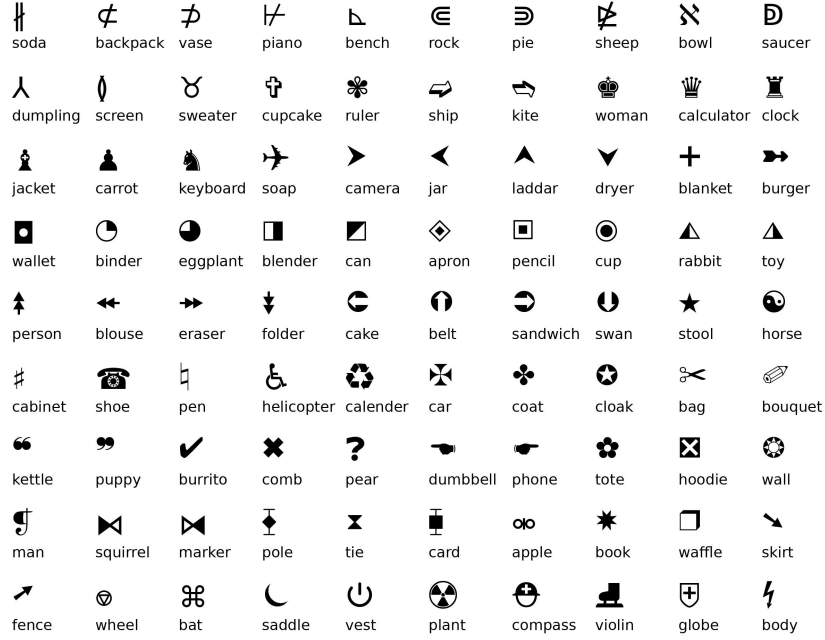 soda backpack vase piano bench rock pie sheep bowl saucer
dumpling screen sweater cupcake ruler ship kite woman calculator clock
jacket carrot keyboard soap camera jar laddar dryer blanket burger
wallet binder eggplant blender can apron pencil cup rabbit toy
person blouse eraser folder cake belt sandwich swan stool horse
cabinet shoe pen helicopter calender car coat cloak bag bouquet
kettle puppy burrito comb pear dumbbell phone tote hoodie wall
man squirrel marker pole tie card apple book waffle skirt
fence wheel bat saddle vest plant compass violin globe body